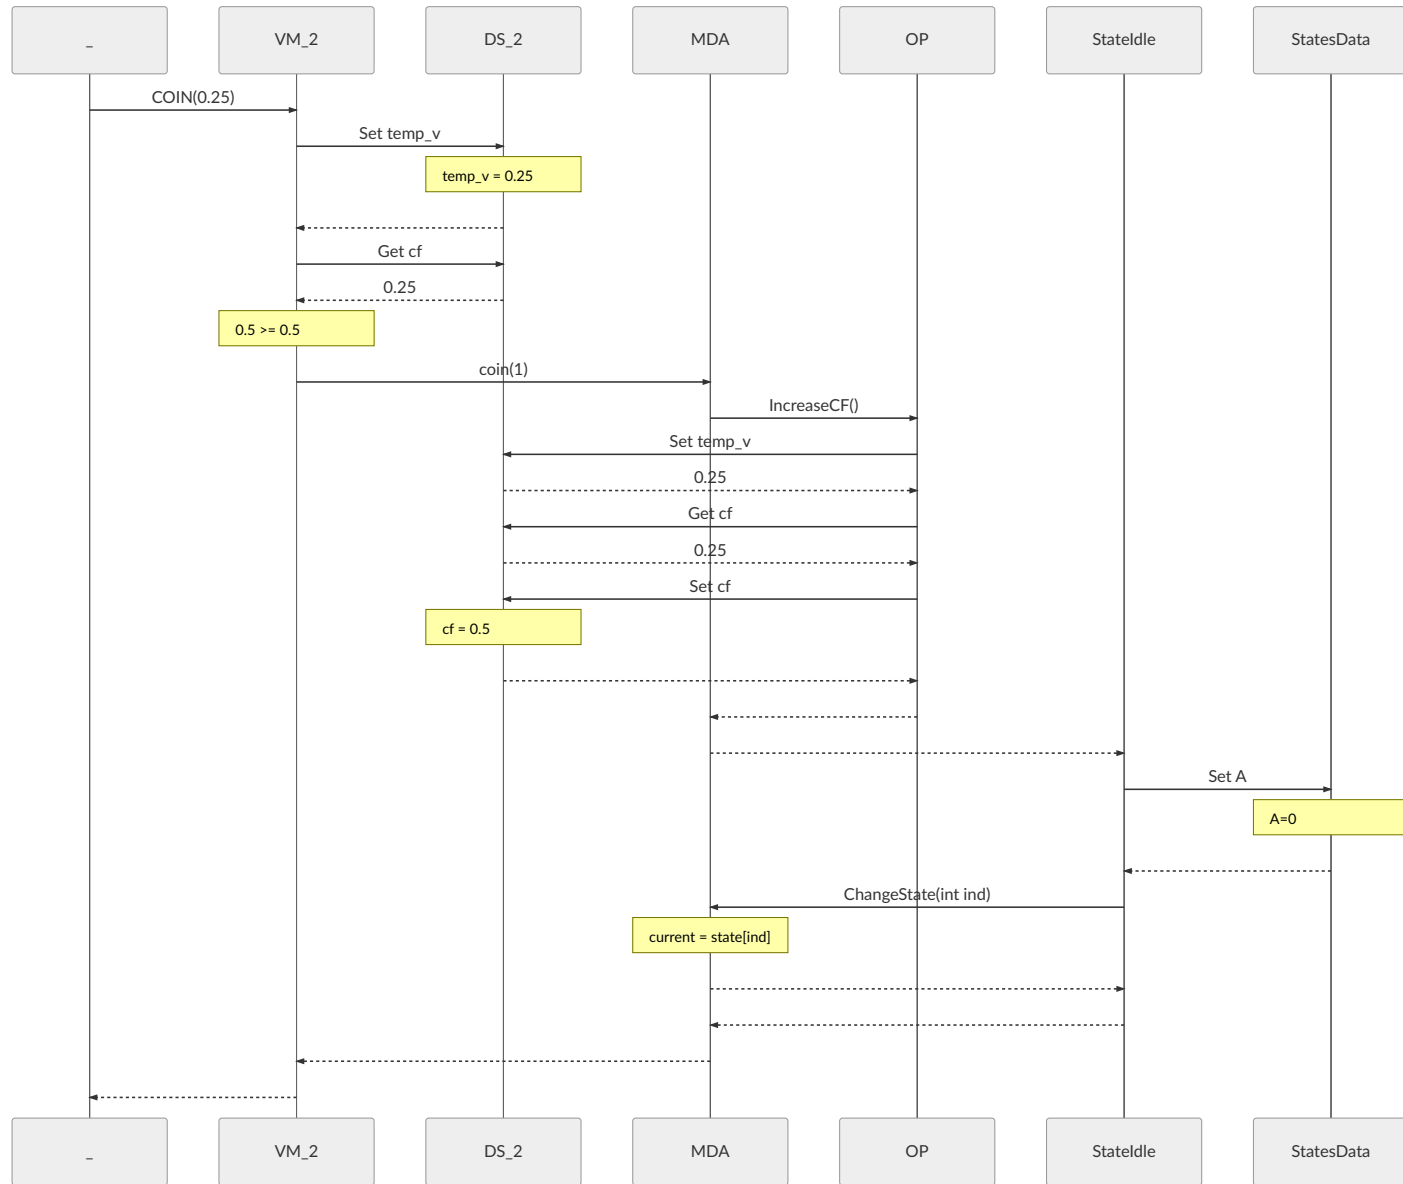 _
VM_2
DS_2
MDA
OP
StateIdle
StatesData
COIN(0.25)
Set temp_v
temp_v = 0.25
Get cf
0.25
0.5 >= 0.5
coin(1)
IncreaseCF()
Set temp_v
0.25
Get cf
0.25
Set cf
cf = 0.5
Set A
A=0
ChangeState(int ind)
current = state[ind]
_
VM_2
DS_2
MDA
OP
StateIdle
StatesData